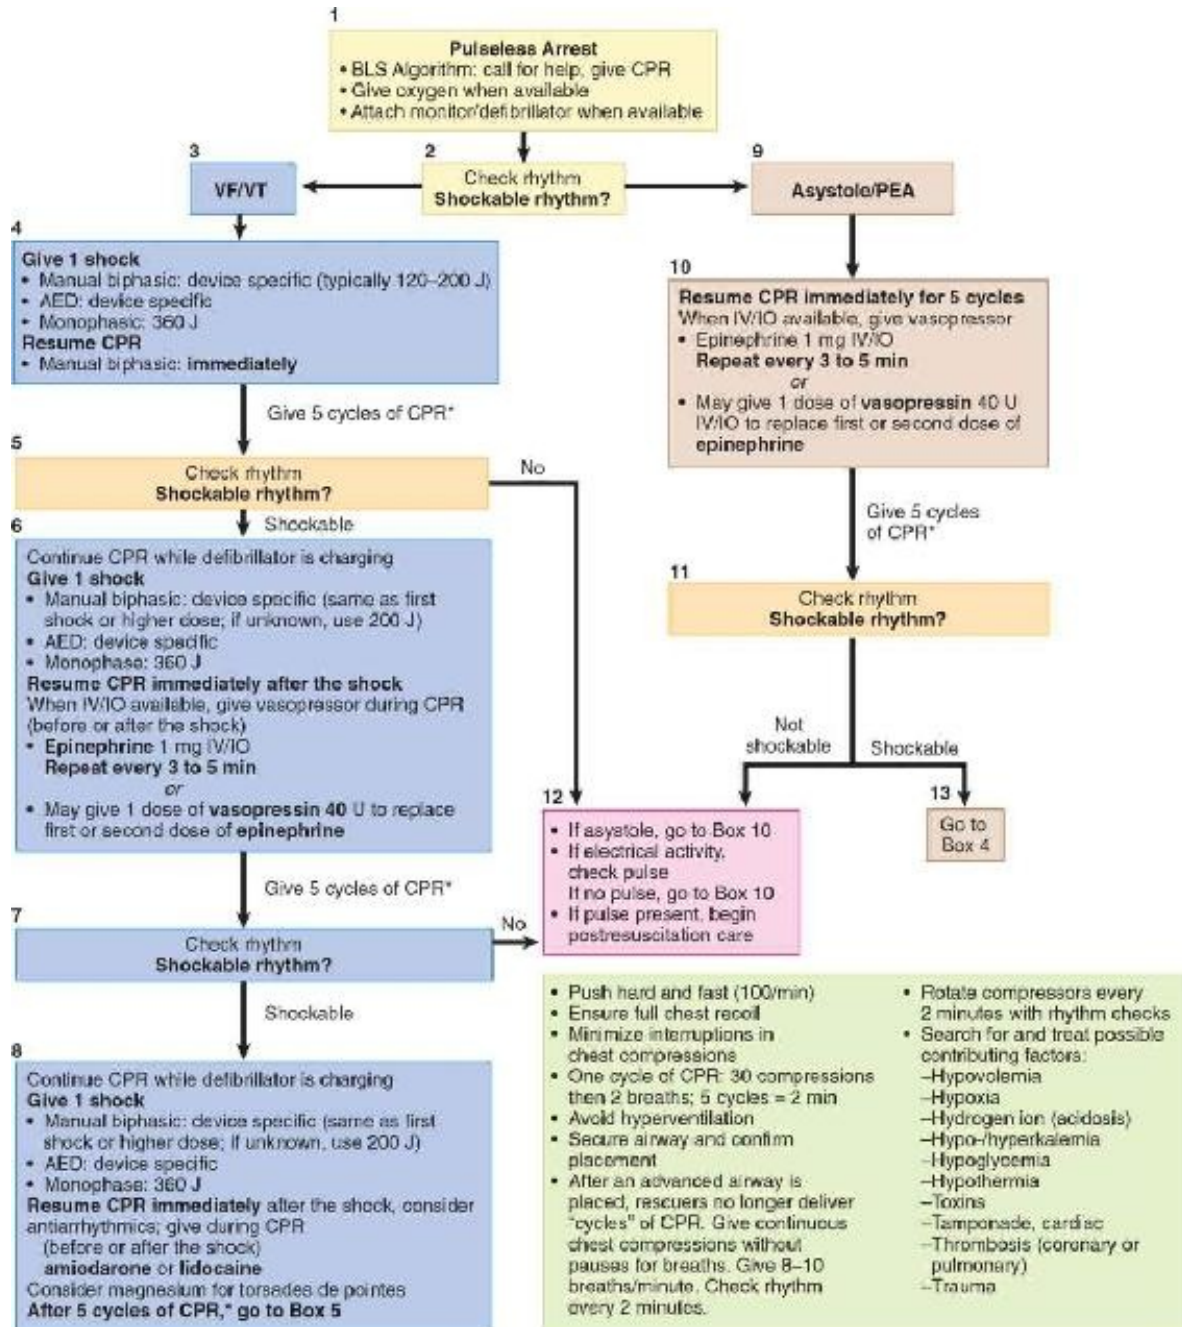 1
Pulseless Arrest
• BLS Algorithm: call for help, give CPR
• Give oxygen when available
• Attach monitor/defibrillator when available
2
Check rhythm
Shockable rhythm?
3
VF/VT
9
Asystole/PEA
4
Give 1 shock
• Manual biphasic: device specific (typically 120–200 J)
• AED: device specific
• Monophasic: 360 J
Resume CPR
• Manual biphasic: immediately
Give 5 cycles of CPR*
5
Check rhythm
Shockable rhythm?
No
Shockable
6
Continue CPR while defibrillator is charging
Give 1 shock
• Manual biphasic: device specific (same as first
shock or higher dose; if unknown, use 200 J)
• AED: device specific
• Monophase: 360 J
Resume CPR immediately after the shock
When IV/IO available, give vasopressor during CPR
(before or after the shock)
• Epinephrine 1 mg IV/IO
Repeat every 3 to 5 min
or
• May give 1 dose of vasopressin 40 U to replace
first or second dose of epinephrine
Give 5 cycles of CPR*
7
Check rhythm
Shockable rhythm?
No
Shockable
8
Continue CPR while defibrillator is charging
Give 1 shock
• Manual biphasic: device specific (same as first
shock or higher dose; if unknown, use 200 J)
• AED: device specific
• Monophase: 360 J
Resume CPR immediately after the shock, consider
antiarrhythmics; give during CPR
(before or after the shock)
amiodarone or lidocaine
Consider magnesium for torsades de pointes
After 5 cycles of CPR,* go to Box 5
10
Resume CPR immediately for 5 cycles
When IV/IO available, give vasopressor
• Epinephrine 1 mg IV/IO
Repeat every 3 to 5 min
or
• May give 1 dose of vasopressin 40 U
IV/IO to replace first or second dose of
epinephrine
Give 5 cycles
of CPR*
11
Check rhythm
Shockable rhythm?
Not
shockable
Shockable
12
• If asystole, go to Box 10
• If electrical activity,
check pulse
If no pulse, go to Box 10
• If pulse present, begin
postresuscitation care
13
Go to
Box 4
• Push hard and fast (100/min)
• Ensure full chest recoil
• Minimize interruptions in
chest compressions
• One cycle of CPR: 30 compressions
then 2 breaths; 5 cycles = 2 min
• Avoid hyperventilation
• Secure airway and confirm
placement
• After an advanced airway is
placed, rescuers no longer deliver
"cycles" of CPR. Give continuous
chest compressions without
pauses for breaths. Give 8–10
breaths/minute. Check rhythm
every 2 minutes.
• Rotate compressors every
2 minutes with rhythm checks
• Search for and treat possible
contributing factors:
–Hypovolemia
–Hypoxia
–Hydrogen ion (acidosis)
–Hypo-/hyperkalemia
–Hypoglycemia
–Hypothermia
–Toxins
–Tamponade, cardiac
–Thrombosis (coronary or
pulmonary)
–Trauma